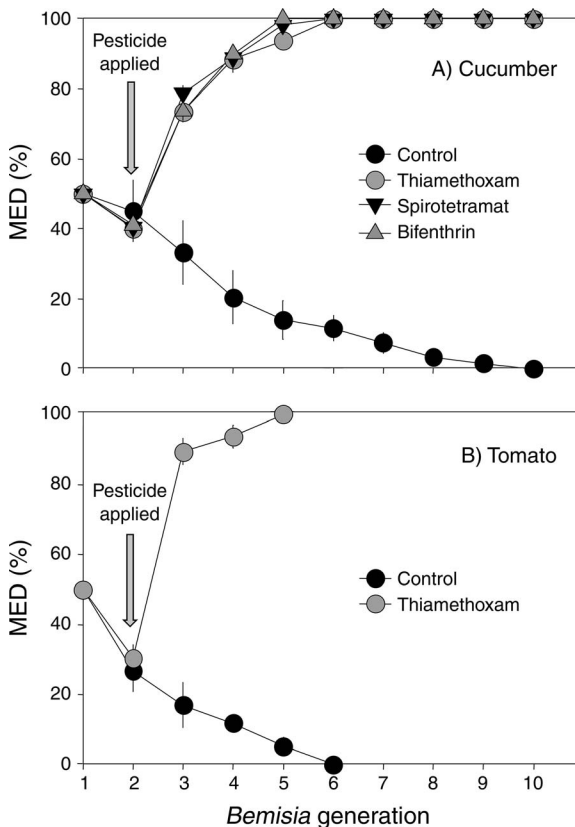 100
80
60
40
20
0
MED (%)
Pesticide
applied
A) Cucumber
Control
Thiamethoxam
Spirotetramat
Bifenthrin
100
80
60
40
20
0
MED (%)
Pesticide
applied
B) Tomato
Control
Thiamethoxam
1 2 3 4 5 6 7 8 9 10
Bemisia generation